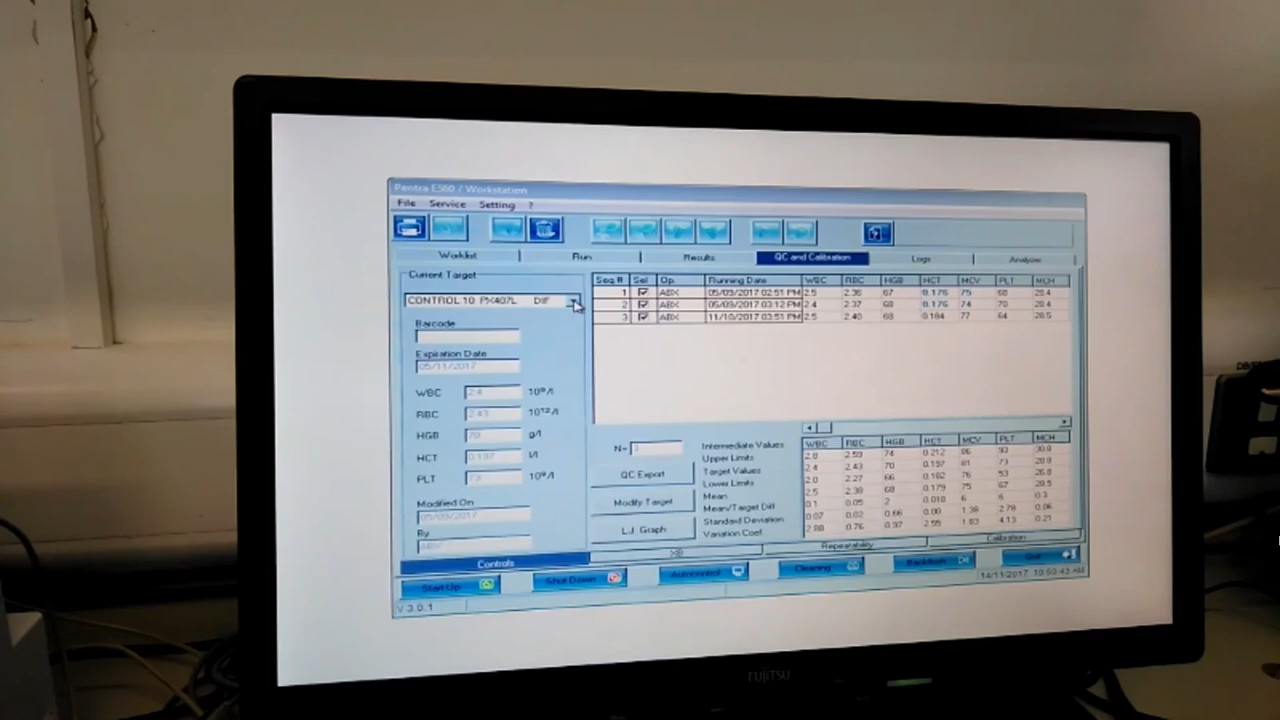 Pentra ES60 / Workstation
File Service Setting ?
Worklist Run Results QC and Calibration Logs Analyzer
Current Target
CONTROL 10 PX407L DIF
Barcode
Expiration Date
05/11/2017
WBC 2.4 10^9/l
RBC 2.43 10^12/l
HGB 70 g/l
HCT 0.197 l/l
PLT 73 10^9/l
Modified On
05/09/2017
By
ABX
Seq.# Sel Op. Running Date WBC RBC HGB HCT MCV PLT MCH
1 ABX 05/09/2017 02:51 PM 2.5 2.36 67 0.176 75 68 28.4
2 ABX 05/09/2017 03:12 PM 2.4 2.37 68 0.176 74 70 28.4
3 ABX 11/10/2017 03:51 PM 2.5 2.40 68 0.184 77 64 28.5
N= 3
QC Export
Modify Target
L.J. Graph
Intermediate Values
Upper Limits
Target Values
Lower Limits
Mean
Mean/Target Diff
Standard Deviation
Variation Coef.
WBC RBC HGB HCT MCV PLT MCH
2.8 2.59 74 0.212 86 93 30.8
2.4 2.43 70 0.197 81 73 28.8
2.0 2.27 66 0.182 76 53 26.8
2.5 2.38 68 0.179 75 67 28.5
0.1 0.05 2 0.018 6 6 0.3
0.07 0.02 0.66 0.00 1.38 2.78 0.06
2.88 0.76 0.97 2.55 1.83 4.13 0.21
Controls XB Repeatability Calibration
Start Up Shut Down Autocontrol Cleaning Backflush Quit
V 3.0.1
14/11/2017 10:50:43 AM
FUJITSU